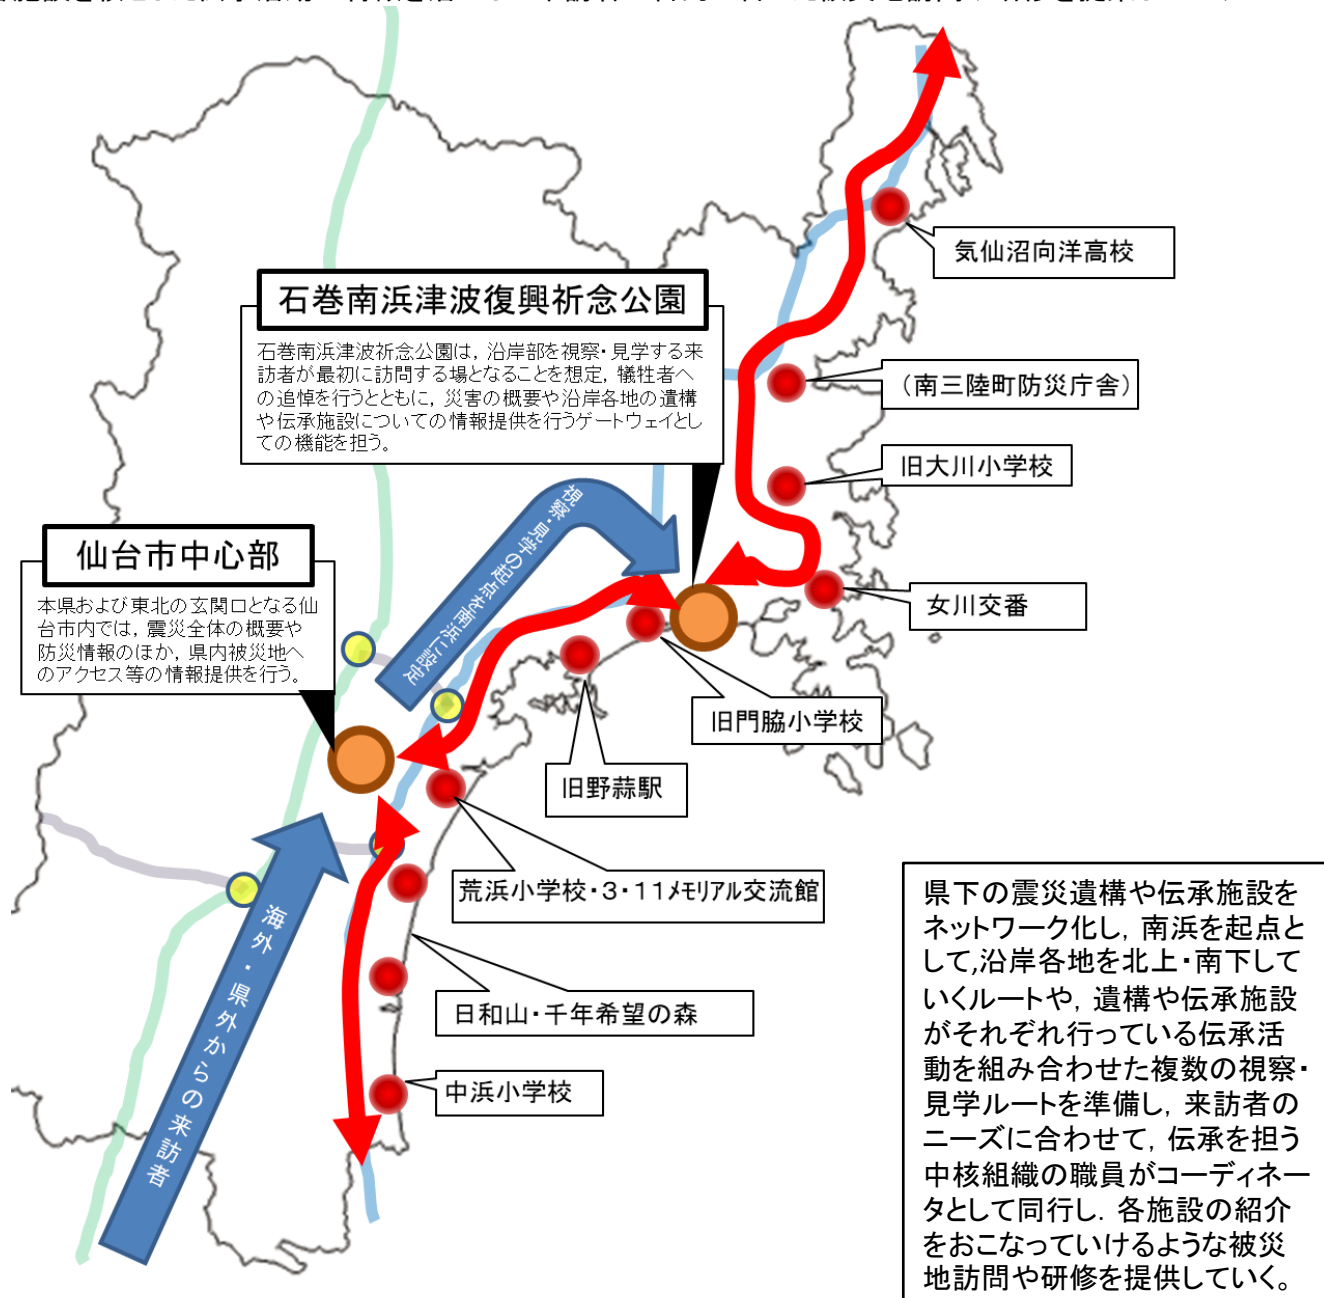 石巻南浜津波復興祈念公園
石巻南浜津波祈念公園は，沿岸部を視察・見学する来
訪者が最初に訪問する場となることを想定，犠牲者へ
の追悼を行うとともに，災害の概要や沿岸各地の遺構
や伝承施設についての情報提供を行うゲートウェイとし
ての機能を担う。
仙台市中心部
本県および東北の玄関口となる仙
台市内では，震災全体の概要や
防災情報のほか，県内被災地へ
のアクセス等の情報提供を行う。
視察・見学の起点を南浜に設定
海外・県外からの来訪者
気仙沼向洋高校
（南三陸町防災庁舎）
旧大川小学校
女川交番
旧門脇小学校
旧野蒜駅
荒浜小学校・3・11メモリアル交流館
日和山・千年希望の森
中浜小学校
県下の震災遺構や伝承施設を
ネットワーク化し，南浜を起点と
して,沿岸各地を北上・南下して
いくルートや，遺構や伝承施設
がそれぞれ行っている伝承活
動を組み合わせた複数の視察・
見学ルートを準備し，来訪者の
ニーズに合わせて，伝承を担う
中核組織の職員がコーディネー
タとして同行し．各施設の紹介
をおこなっていけるような被災
地訪問や研修を提供していく。